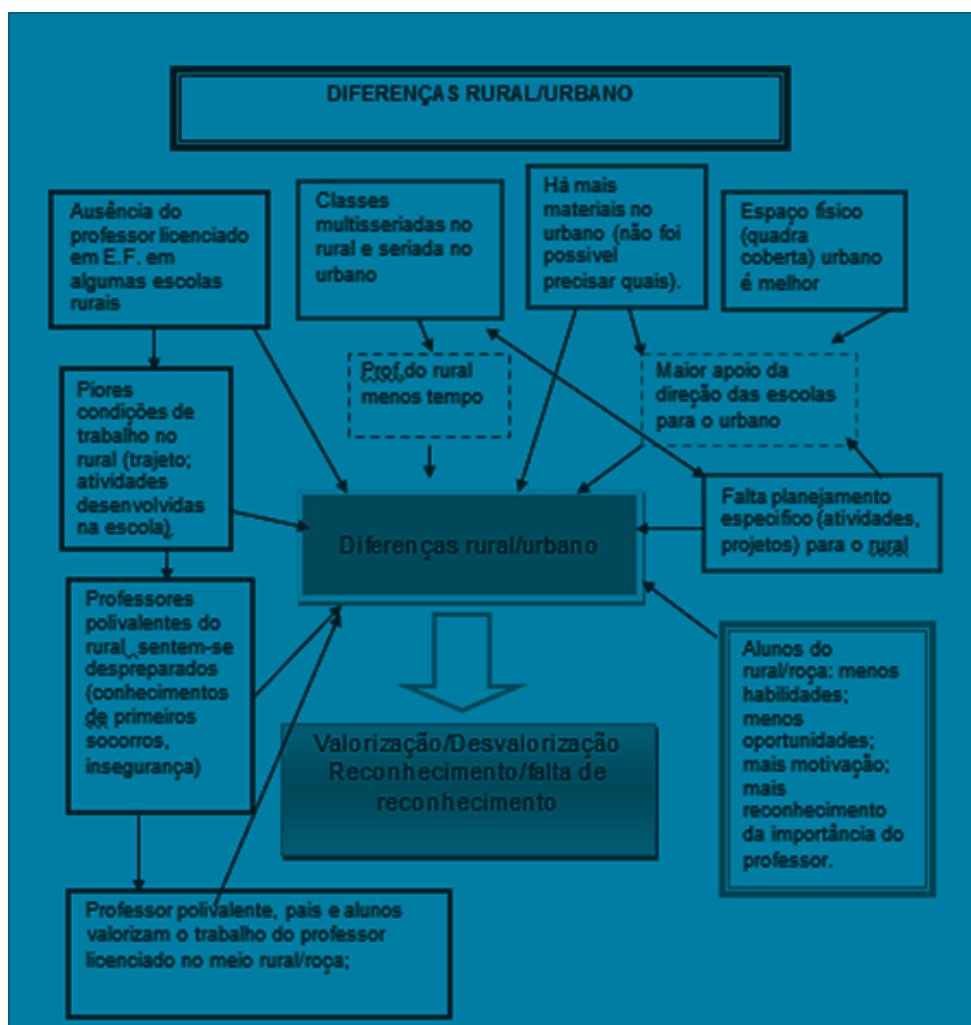 DIFERENÇAS RURAL/URBANO
Ausência do
professor licenciado
em E.F. em
algumas escolas
rurais
Classes
multisseriadas no
rural e seriada no
urbano
Há mais
materiais no
urbano (não foi
possivel
precisar quais).
Espaço físico
(quadra
coberta) urbano
é melhor
Prof.do rural
menos tempo
Maior apoio da
direção das escolas
para o urbano
Piores
condições de
trabalho no
rural (trajeto;
atividades
desenvolvidas
na escola).
Diferenças rural/urbano
Falta planejamento
especifico (atividades,
projetos) para o rural
Professores
polivalentes do
rural sentem-se
despreparados
(conhecimentos
de primeiros
socorros,
insegurança)
Valorização/Desvalorização
Reconhecimento/falta de
reconhecimento
Alunos do
rural/roça: menos
habilidades;
menos
oportunidades;
mais motivação;
mais
reconhecimento
da importância do
professor.
Professor polivalente, pais e alunos
valorizam o trabalho do professor
licenciado no meio rural/roça;